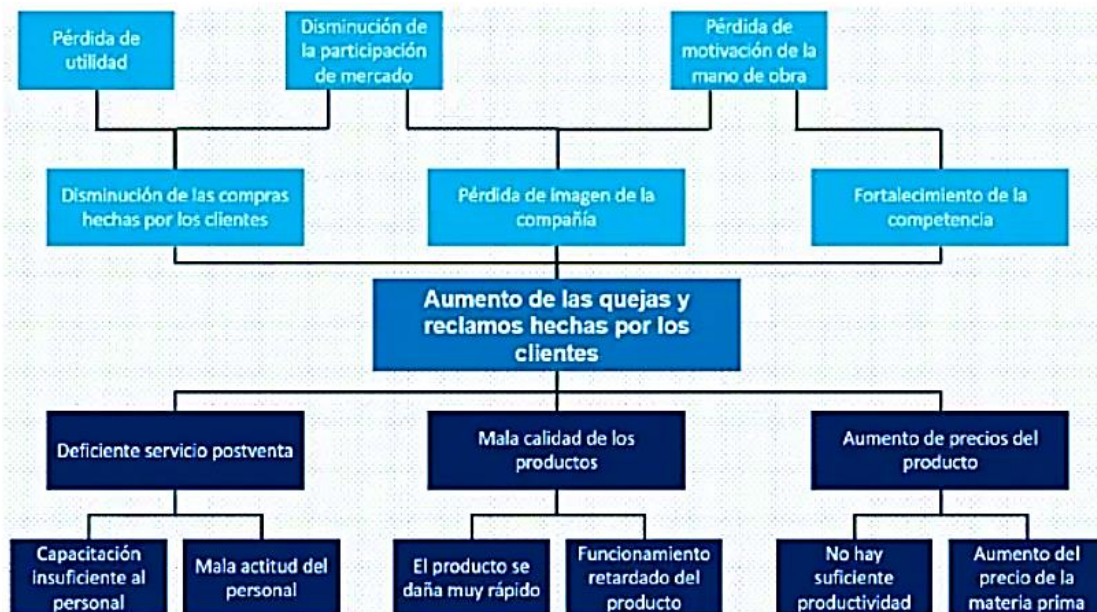 Pérdida de
utilidad
Disminución de
la participación
de mercado
Pérdida de
motivación de la
mano de obra
Disminución de las compras
hechas por los clientes
Pérdida de imagen de la
compañía
Fortalecimiento de la
competencia
Aumento de las quejas y
reclamos hechas por los
clientes
Deficiente servicio postventa
Mala calidad de los
productos
Aumento de precios del
producto
Capacitación
insuficiente al
personal
Mala actitud del
personal
El producto se
daña muy rápido
Funcionamiento
retardado del
producto
No hay
suficiente
productividad
Aumento del
precio de la
materia prima